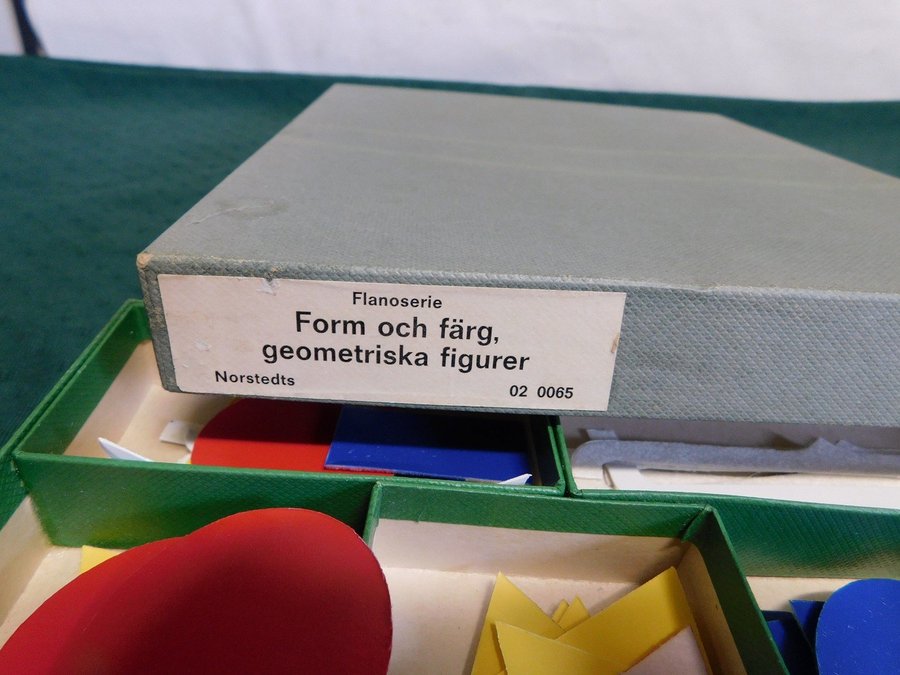 Flanoserie
Form och färg,
geometriska figurer
Norstedts 02 0065